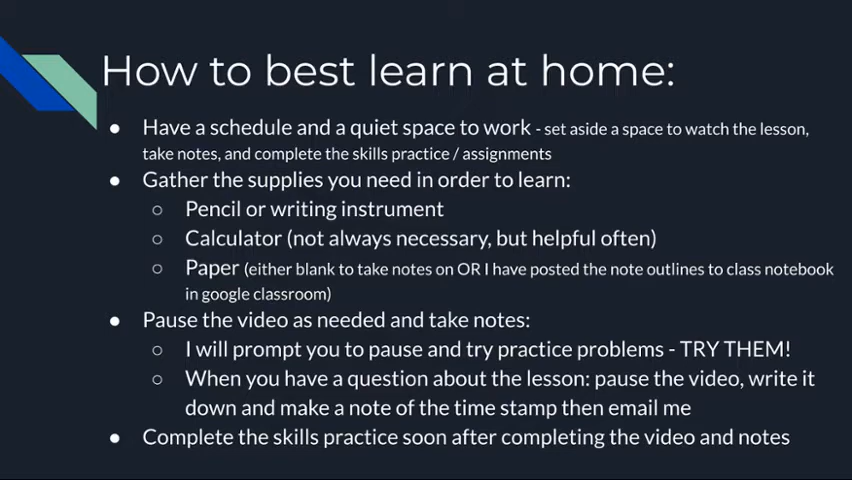 How to best learn at home:
● Have a schedule and a quiet space to work - set aside a space to watch the lesson,
take notes, and complete the skills practice / assignments
● Gather the supplies you need in order to learn:
○ Pencil or writing instrument
○ Calculator (not always necessary, but helpful often)
○ Paper (either blank to take notes on OR I have posted the note outlines to class notebook
in google classroom)
● Pause the video as needed and take notes:
○ I will prompt you to pause and try practice problems - TRY THEM!
○ When you have a question about the lesson: pause the video, write it
down and make a note of the time stamp then email me
● Complete the skills practice soon after completing the video and notes